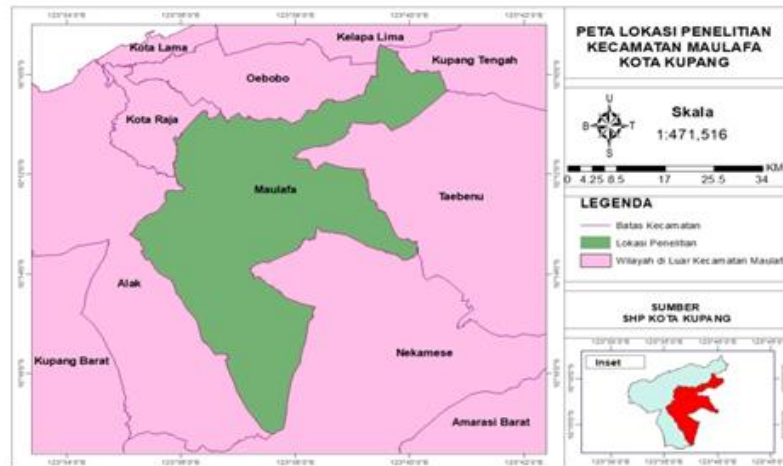 PETA LOKASI PENELITIAN
KECAMATAN MAULAFA
KOTA KUPANG
U
B T
S
Skala
1:471,516
0 4.25 8.5 17 25.5 34 KM
LEGENDA
Batas Kecamatan
Lokasi Penelitian
Wilayah di Luar Kecamatan Maulafa
SUMBER
SHP KOTA KUPANG
Inset
Kota Lama
Kelapa Lima
Oebobo
Kupang Tengah
Kota Raja
Maulafa
Taebenu
Alak
Kupang Barat
Nekamese
Amarasi Barat